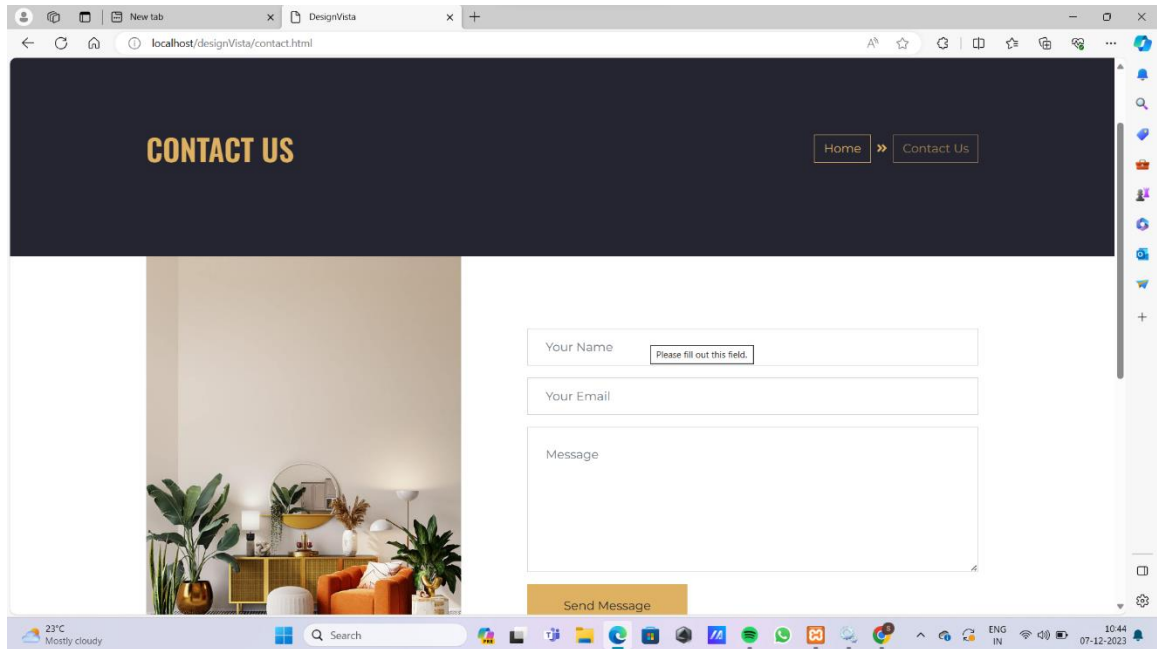 New tab
DesignVista
localhost/designVista/contact.html
CONTACT US
Home » Contact Us
Your Name
Please fill out this field.
Your Email
Message
Send Message
23°C
Mostly cloudy
Search
ENG
IN
10:44
07-12-2023